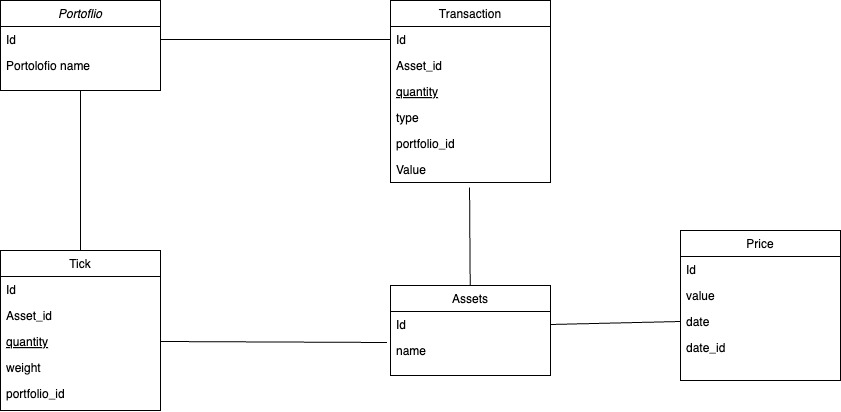 Portoflio
Id
Portolofio name
Transaction
Id
Asset_id
quantity
type
portfolio_id
Value
Tick
Id
Asset_id
quantity
weight
portfolio_id
Assets
Id
name
Price
Id
value
date
date_id